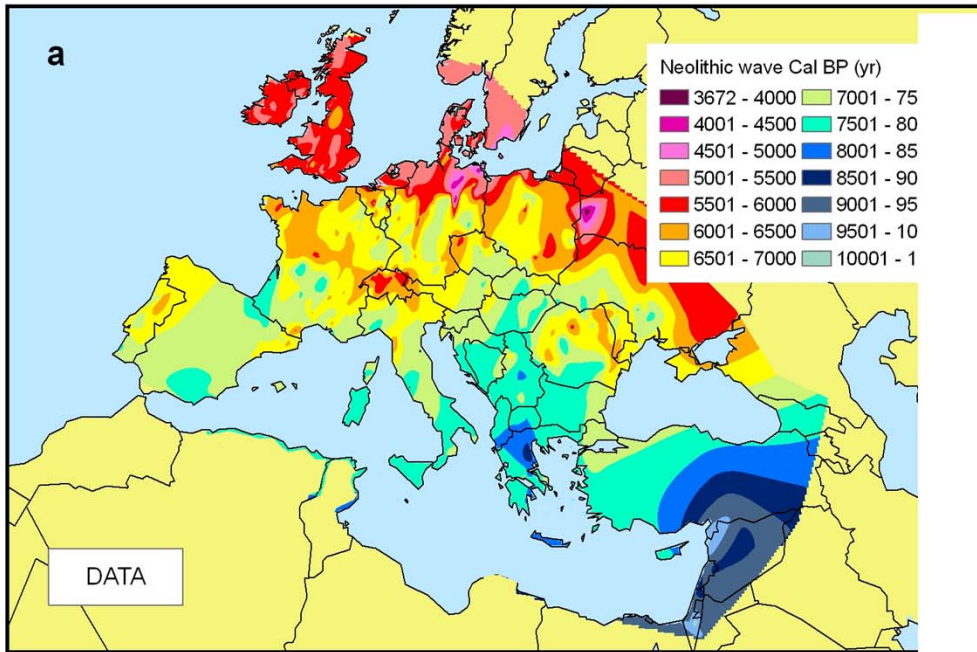 a
Neolithic wave Cal BP (yr)
3672 - 4000 7001 - 75
4001 - 4500 7501 - 80
4501 - 5000 8001 - 85
5001 - 5500 8501 - 90
5501 - 6000 9001 - 95
6001 - 6500 9501 - 10
6501 - 7000 10001 - 1
DATA